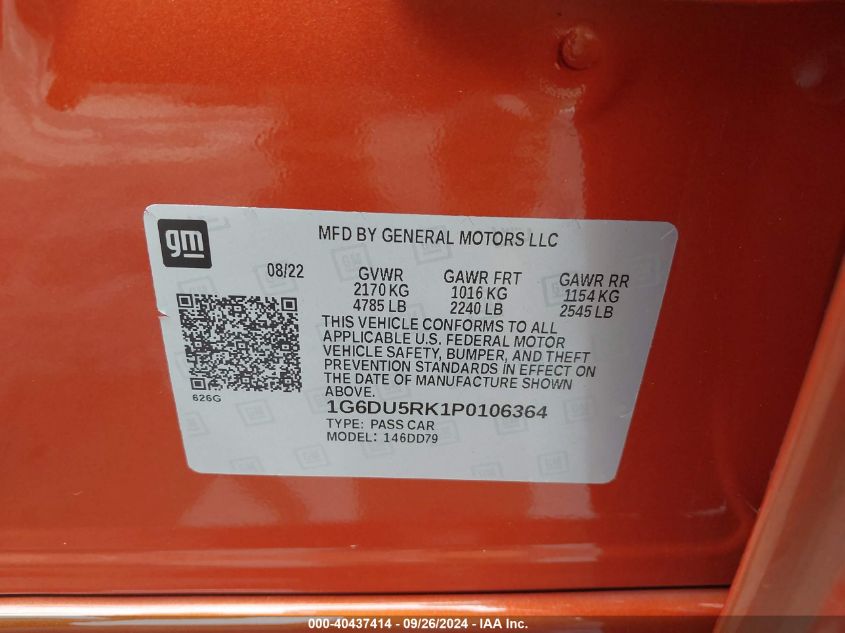 gm
MFD BY GENERAL MOTORS LLC
08/22 GVWR GAWR FRT GAWR RR
2170 KG 1016 KG 1154 KG
4785 LB 2240 LB 2545 LB
THIS VEHICLE CONFORMS TO ALL
APPLICABLE U.S. FEDERAL MOTOR
VEHICLE SAFETY, BUMPER, AND THEFT
PREVENTION STANDARDS IN EFFECT ON
THE DATE OF MANUFACTURE SHOWN
ABOVE.
626G
1G6DU5RK1P0106364
TYPE: PASS CAR
MODEL: 146DD79
000-40437414 - 09/26/2024 - IAA Inc.